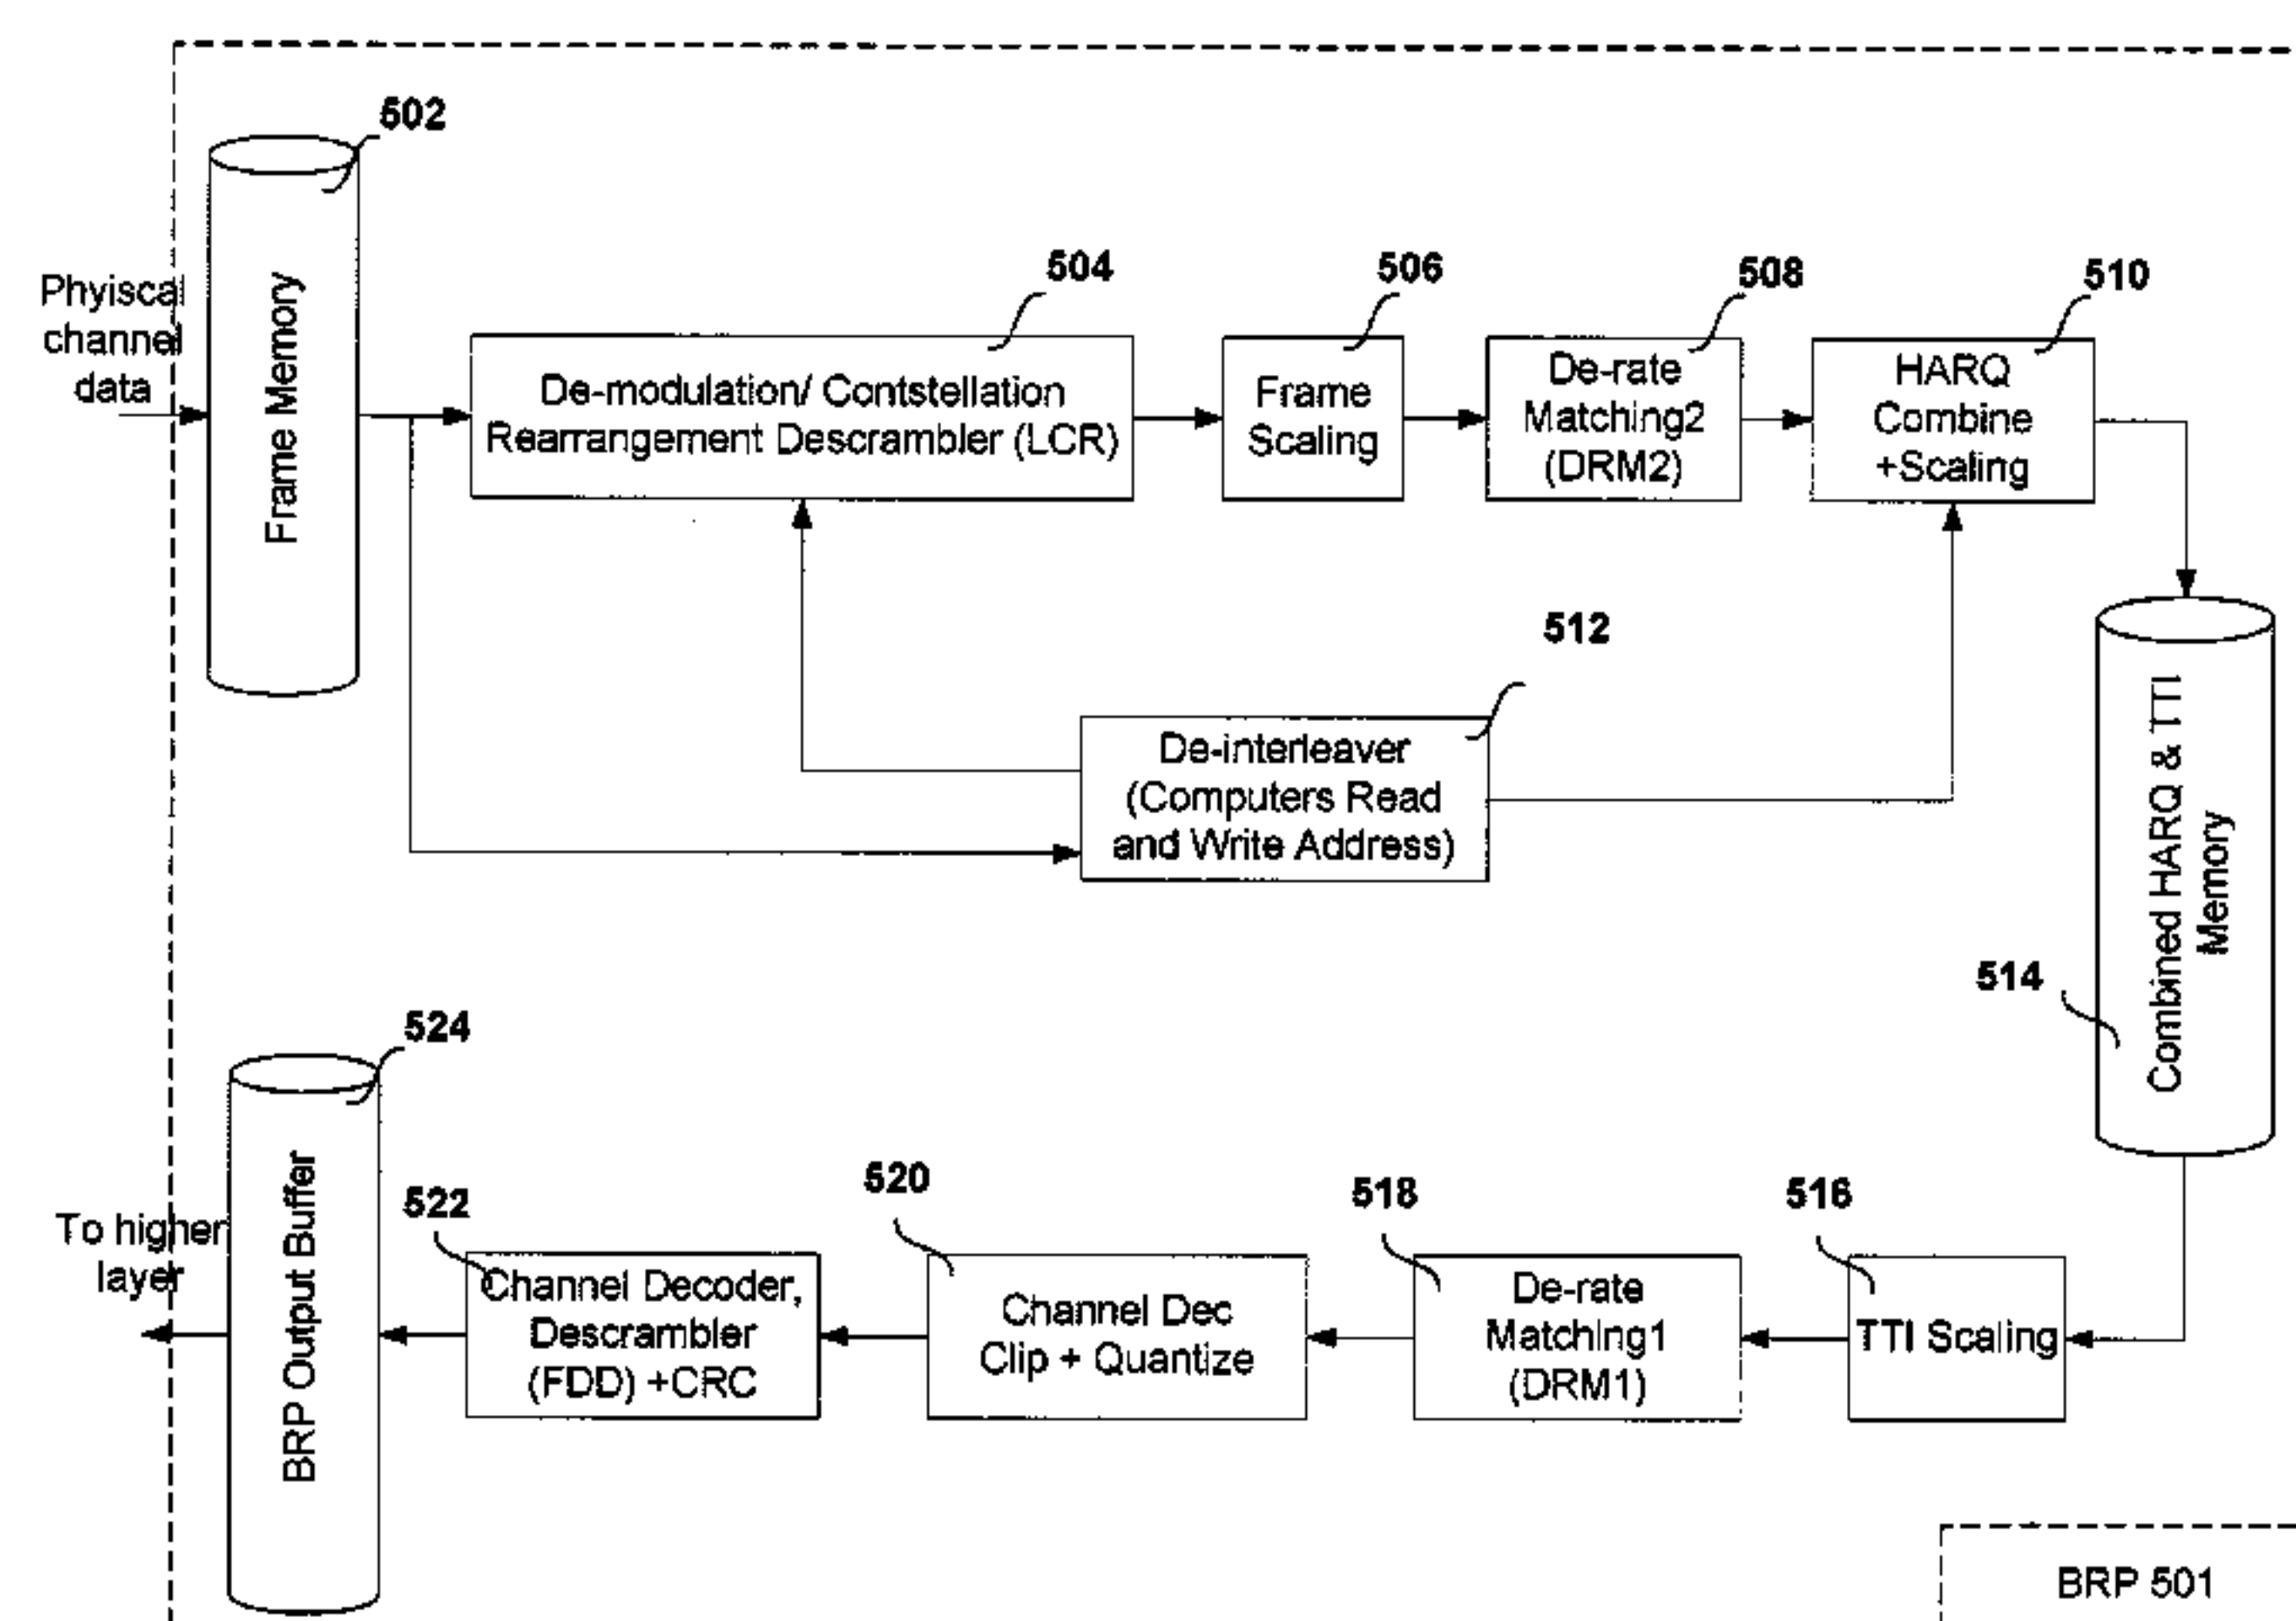 502
Frame Memory
Phyiscal
channel
data
504
De-modulation/ Contstellation
Rearrangement Descrambler (LCR)
506
Frame
Scaling
508
De-rate
Matching2
(DRM2)
510
HARQ
Combine
+Scaling
512
De-interleaver
(Computers Read
and Write Address)
514
Combined HARQ & TTI
Memory
516
TTI Scaling
518
De-rate
Matching1
(DRM1)
520
Channel Dec
Clip + Quantize
522
Channel Decoder,
Descrambler
(FDD) +CRC
524
BRP Output Buffer
To higher
layer
BRP 501